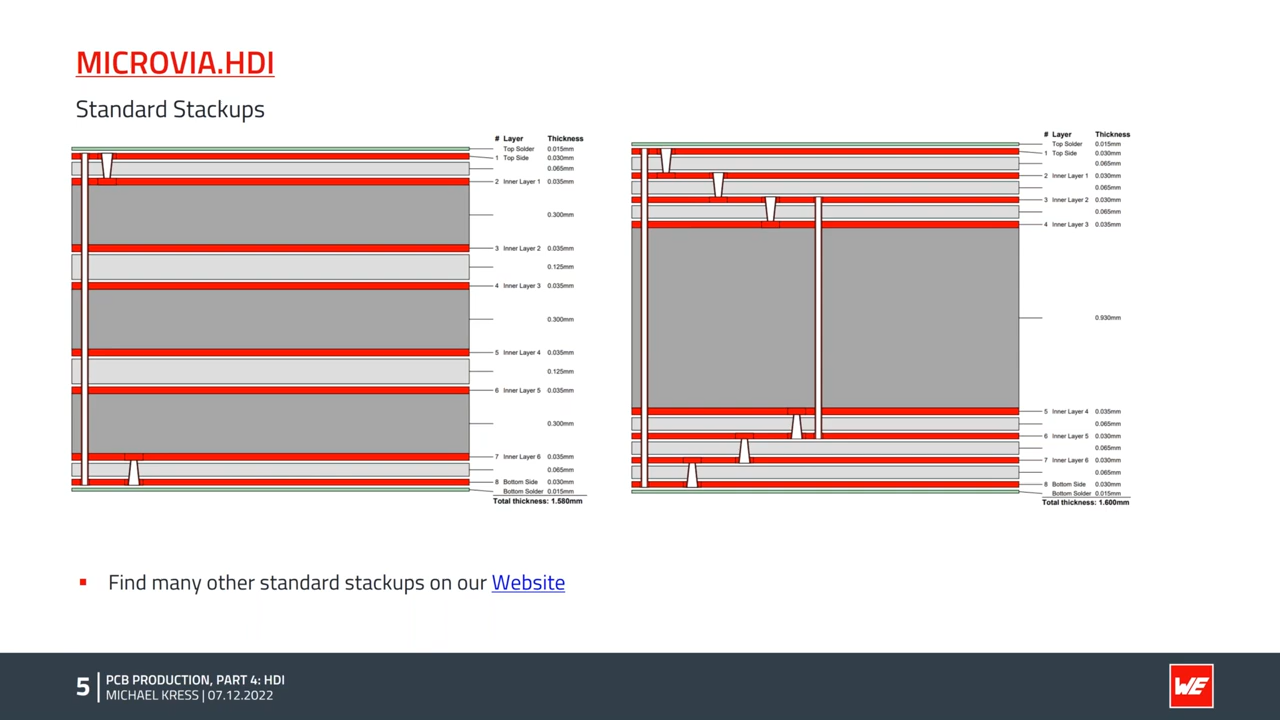 MICROVIA.HDI
Standard Stackups
# Layer Thickness
Top Solder 0.015mm
1 Top Side 0.030mm
0.065mm
2 Inner Layer 1 0.035mm
0.300mm
3 Inner Layer 2 0.035mm
0.125mm
4 Inner Layer 3 0.035mm
0.300mm
5 Inner Layer 4 0.035mm
0.125mm
6 Inner Layer 5 0.035mm
0.300mm
7 Inner Layer 6 0.035mm
0.065mm
8 Bottom Side 0.030mm
Bottom Solder 0.015mm
Total thickness: 1.580mm
# Layer Thickness
Top Solder 0.015mm
1 Top Side 0.030mm
0.065mm
2 Inner Layer 1 0.030mm
0.065mm
3 Inner Layer 2 0.030mm
0.065mm
4 Inner Layer 3 0.035mm
0.930mm
5 Inner Layer 4 0.035mm
0.065mm
6 Inner Layer 5 0.030mm
0.065mm
7 Inner Layer 6 0.030mm
0.065mm
8 Bottom Side 0.030mm
Bottom Solder 0.015mm
Total thickness: 1.600mm
▪ Find many other standard stackups on our Website
5 PCB PRODUCTION, PART 4: HDI
MICHAEL KRESS | 07.12.2022
WE